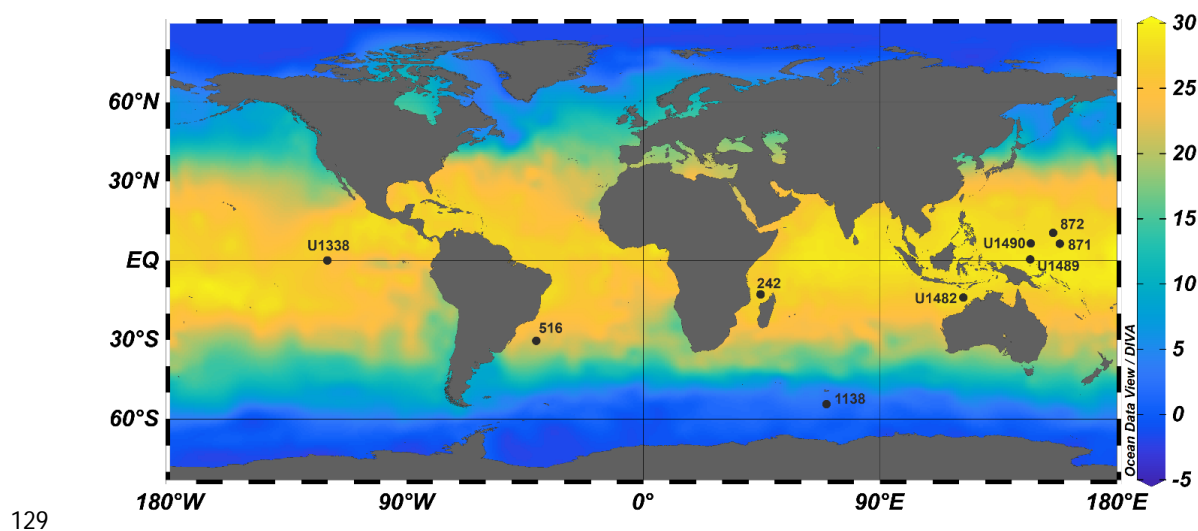 30
60°N
25
30°N
20
872
U1338
U1490
871
15
EQ
U1489
242
10
U1482
516
5
30°S
1138
0
60°S
Ocean Data View / DIVA
-5
180°W
90°W
0°
90°E
180°E
129